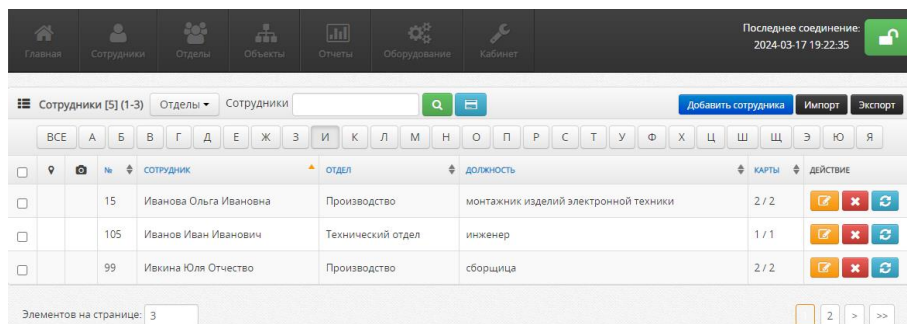 Последнее соединение:
2024-03-17 19:22:35
Главная Сотрудники Отделы Объекты Отчеты Оборудование Кабинет
Сотрудники [5] (1-3) Отделы Сотрудники Добавить сотрудника Импорт Экспорт
ВСЕ А Б В Г Д Е Ж З И К Л М Н О П Р С Т У Ф Х Ц Ш Щ Э Ю Я
№ СОТРУДНИК ОТДЕЛ ДОЛЖНОСТЬ КАРТЫ ДЕЙСТВИЕ
15 Иванова Ольга Ивановна Производство монтажник изделий электронной техники 2 / 2
105 Иванов Иван Иванович Технический отдел инженер 1 / 1
99 Ивкина Юля Отчество Производство сборщица 2 / 2
Элементов на странице: 3 1 2 > >>